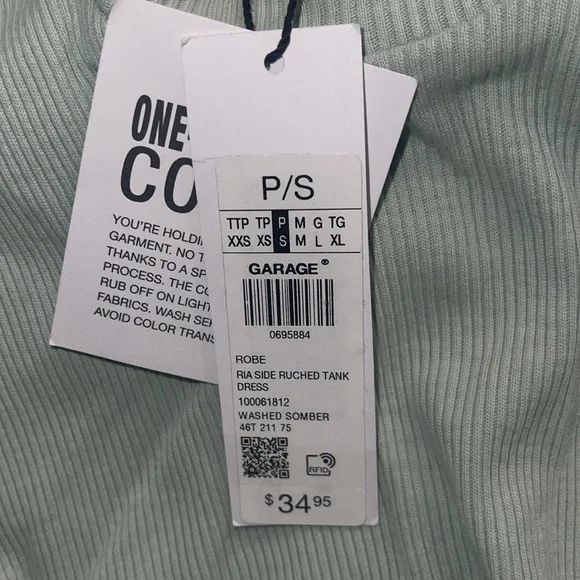 ONE-
CO
YOU'RE HOLDI
GARMENT. NO T
THANKS TO A SP
PROCESS. THE CO
RUB OFF ON LIGHT
FABRICS. WASH SE
AVOID COLOR TRANS
P/S
TTP TP P M G TG
XXS XS S M L XL
GARAGE®
0695884
ROBE
RIA SIDE RUCHED TANK
DRESS
100061812
WASHED SOMBER
46T 211 75
RFID
$34.95